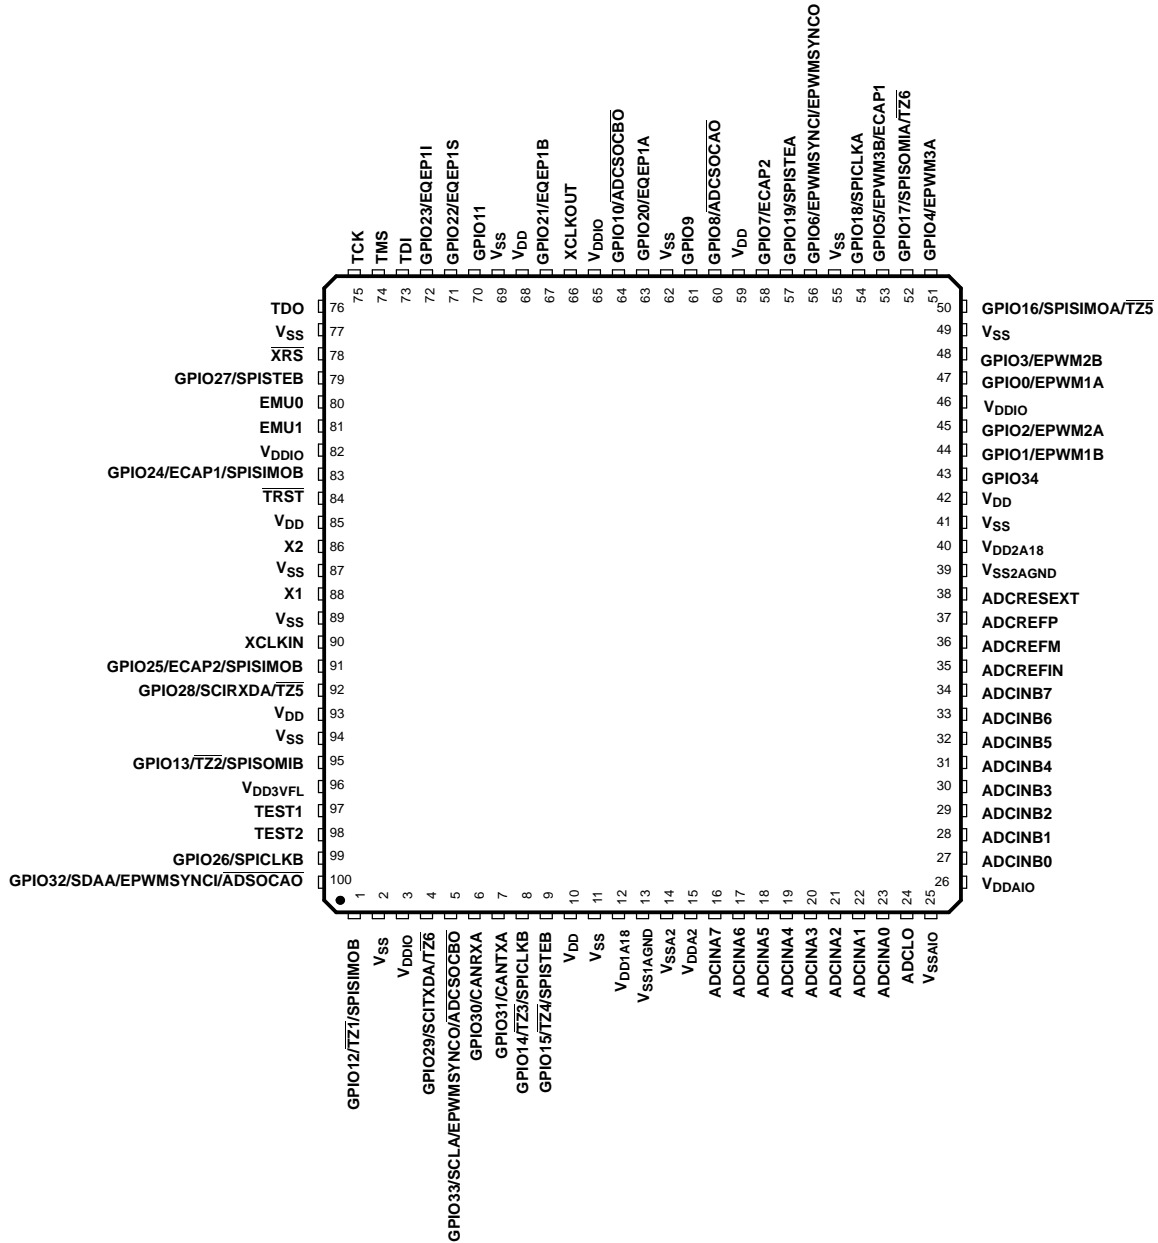 TCK
TMS
TDI
GPIO23/EQEP1I
GPIO22/EQEP1S
GPIO11
VSS
VDD
GPIO21/EQEP1B
XCLKOUT
VDDIO
GPIO10/ADCSOCBO
GPIO20/EQEP1A
VSS
GPIO9
GPIO8/ADCSOCAO
VDD
GPIO7/ECAP2
GPIO19/SPISTEA
GPIO6/EPWMSYNCI/EPWMSYNCO
VSS
GPIO18/SPICLKA
GPIO5/EPWM3B/ECAP1
GPIO17/SPISOMIA/TZ6
GPIO4/EPWM3A
75
74
73
72
71
70
69
68
67
66
65
64
63
62
61
60
59
58
57
56
55
54
53
52
51
TDO 76
VSS 77
XRS 78
GPIO27/SPISTEB 79
EMU0 80
EMU1 81
VDDIO 82
GPIO24/ECAP1/SPISIMOB 83
TRST 84
VDD 85
X2 86
VSS 87
X1 88
VSS 89
XCLKIN 90
GPIO25/ECAP2/SPISIMOB 91
GPIO28/SCIRXDA/TZ5 92
VDD 93
VSS 94
GPIO13/TZ2/SPISOMIB 95
VDD3VFL 96
TEST1 97
TEST2 98
GPIO26/SPICLKB 99
GPIO32/SDAA/EPWMSYNCI/ADSOCAO 100
50 GPIO16/SPISIMOA/TZ5
49 VSS
48 GPIO3/EPWM2B
47 GPIO0/EPWM1A
46 VDDIO
45 GPIO2/EPWM2A
44 GPIO1/EPWM1B
43 GPIO34
42 VDD
41 VSS
40 VDD2A18
39 VSS2AGND
38 ADCRESEXT
37 ADCREFP
36 ADCREFM
35 ADCREFIN
34 ADCINB7
33 ADCINB6
32 ADCINB5
31 ADCINB4
30 ADCINB3
29 ADCINB2
28 ADCINB1
27 ADCINB0
26 VDDAIO
1
2
3
4
5
6
7
8
9
10
11
12
13
14
15
16
17
18
19
20
21
22
23
24
25
GPIO12/TZ1/SPISIMOB
VSS
VDDIO
GPIO29/SCITXDA/TZ6
GPIO33/SCLA/EPWMSYNCO/ADCSOCBO
GPIO30/CANRXA
GPIO31/CANTXA
GPIO14/TZ3/SPICLKB
GPIO15/TZ4/SPISTEB
VDD
VSS
VDD1A18
VSS1AGND
VSSA2
VDDA2
ADCINA7
ADCINA6
ADCINA5
ADCINA4
ADCINA3
ADCINA2
ADCINA1
ADCINA0
ADCLO
VSSAIO